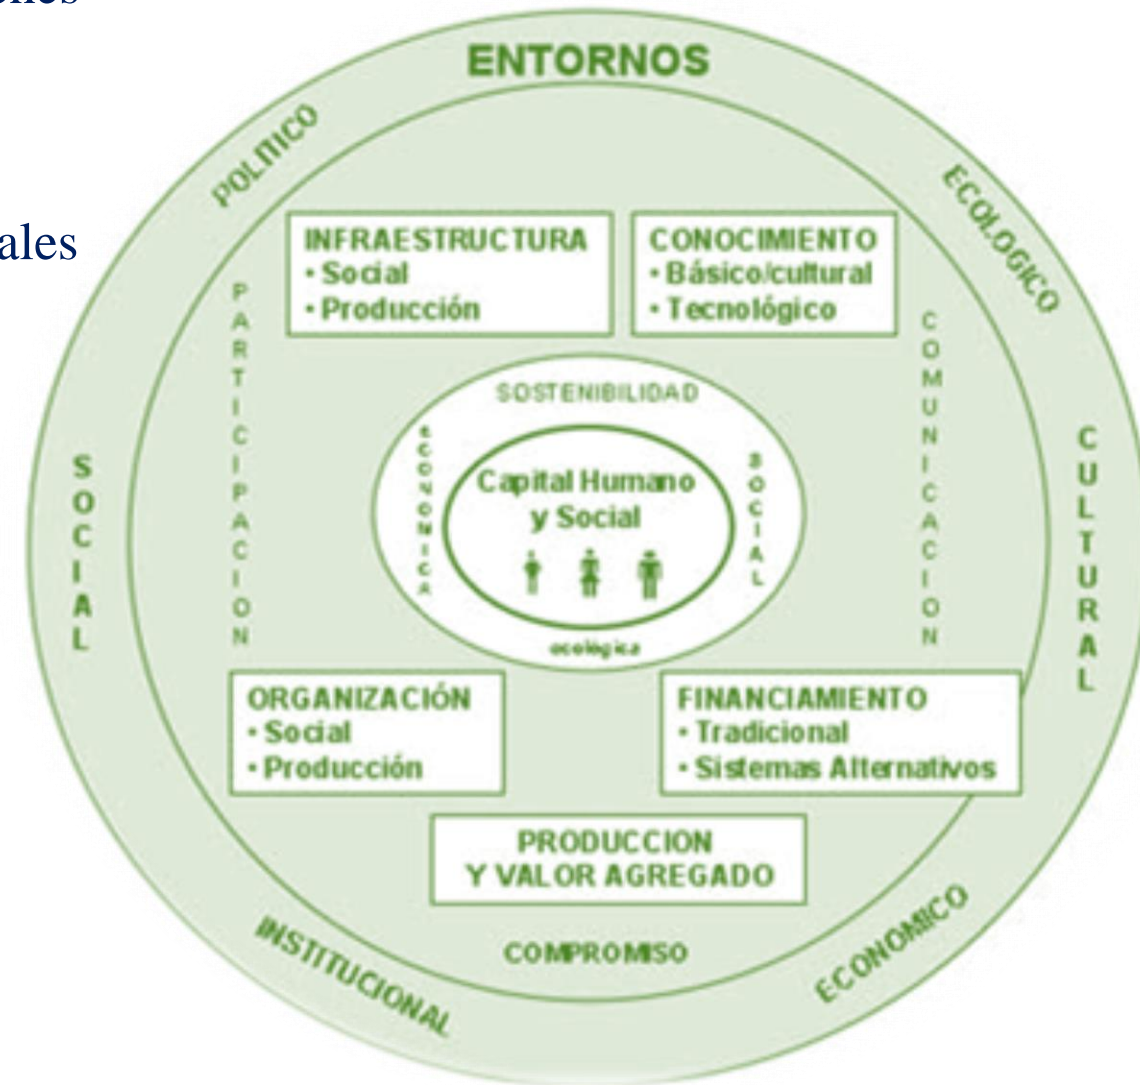 ENTORNOS
POLITICO
ECOLOGICO
ales
INFRAESTRUCTURA
• Social
• Producción
CONOCIMIENTO
• Básico/cultural
• Tecnológico
PARTICIPACION
COMUNICACION
SOCIAL
CULTURAL
SOSTENIBILIDAD
ECONOMICA
SOCIAL
Capital Humano
y Social
ecológica
ORGANIZACIÓN
• Social
• Producción
FINANCIAMIENTO
• Tradicional
• Sistemas Alternativos
PRODUCCION
Y VALOR AGREGADO
COMPROMISO
INSTITUCIONAL
ECONOMICO